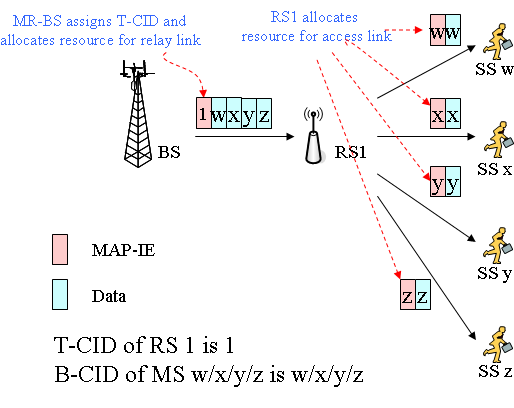 MR-BS assigns T-CID and
allocates resource for relay link
RS1 allocates
resource for access link
w w
SS w
1 w x y z
BS
RS1
x x
SS x
y y
SS y
MAP-IE
Data
z z
T-CID of RS 1 is 1
B-CID of MS w/x/y/z is w/x/y/z
SS z